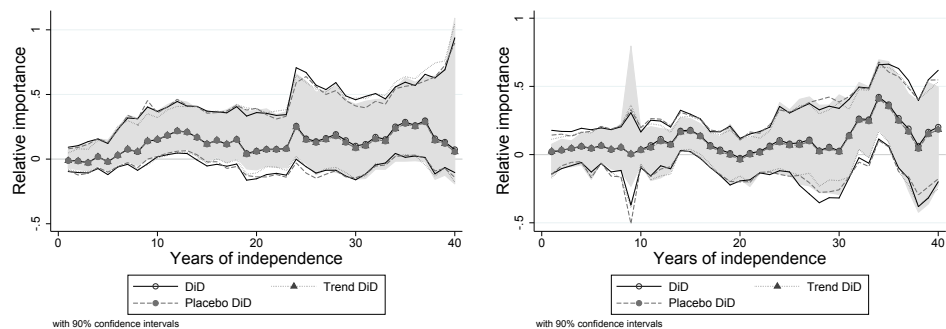 Relative importance
1
.5
0
-.5
0 10 20 30 40
Years of independence
DiD Trend DiD
Placebo DiD
with 90% confidence intervals
Relative importance
1
.5
0
-.5
0 10 20 30 40
Years of independence
DiD Trend DiD
Placebo DiD
with 90% confidence intervals